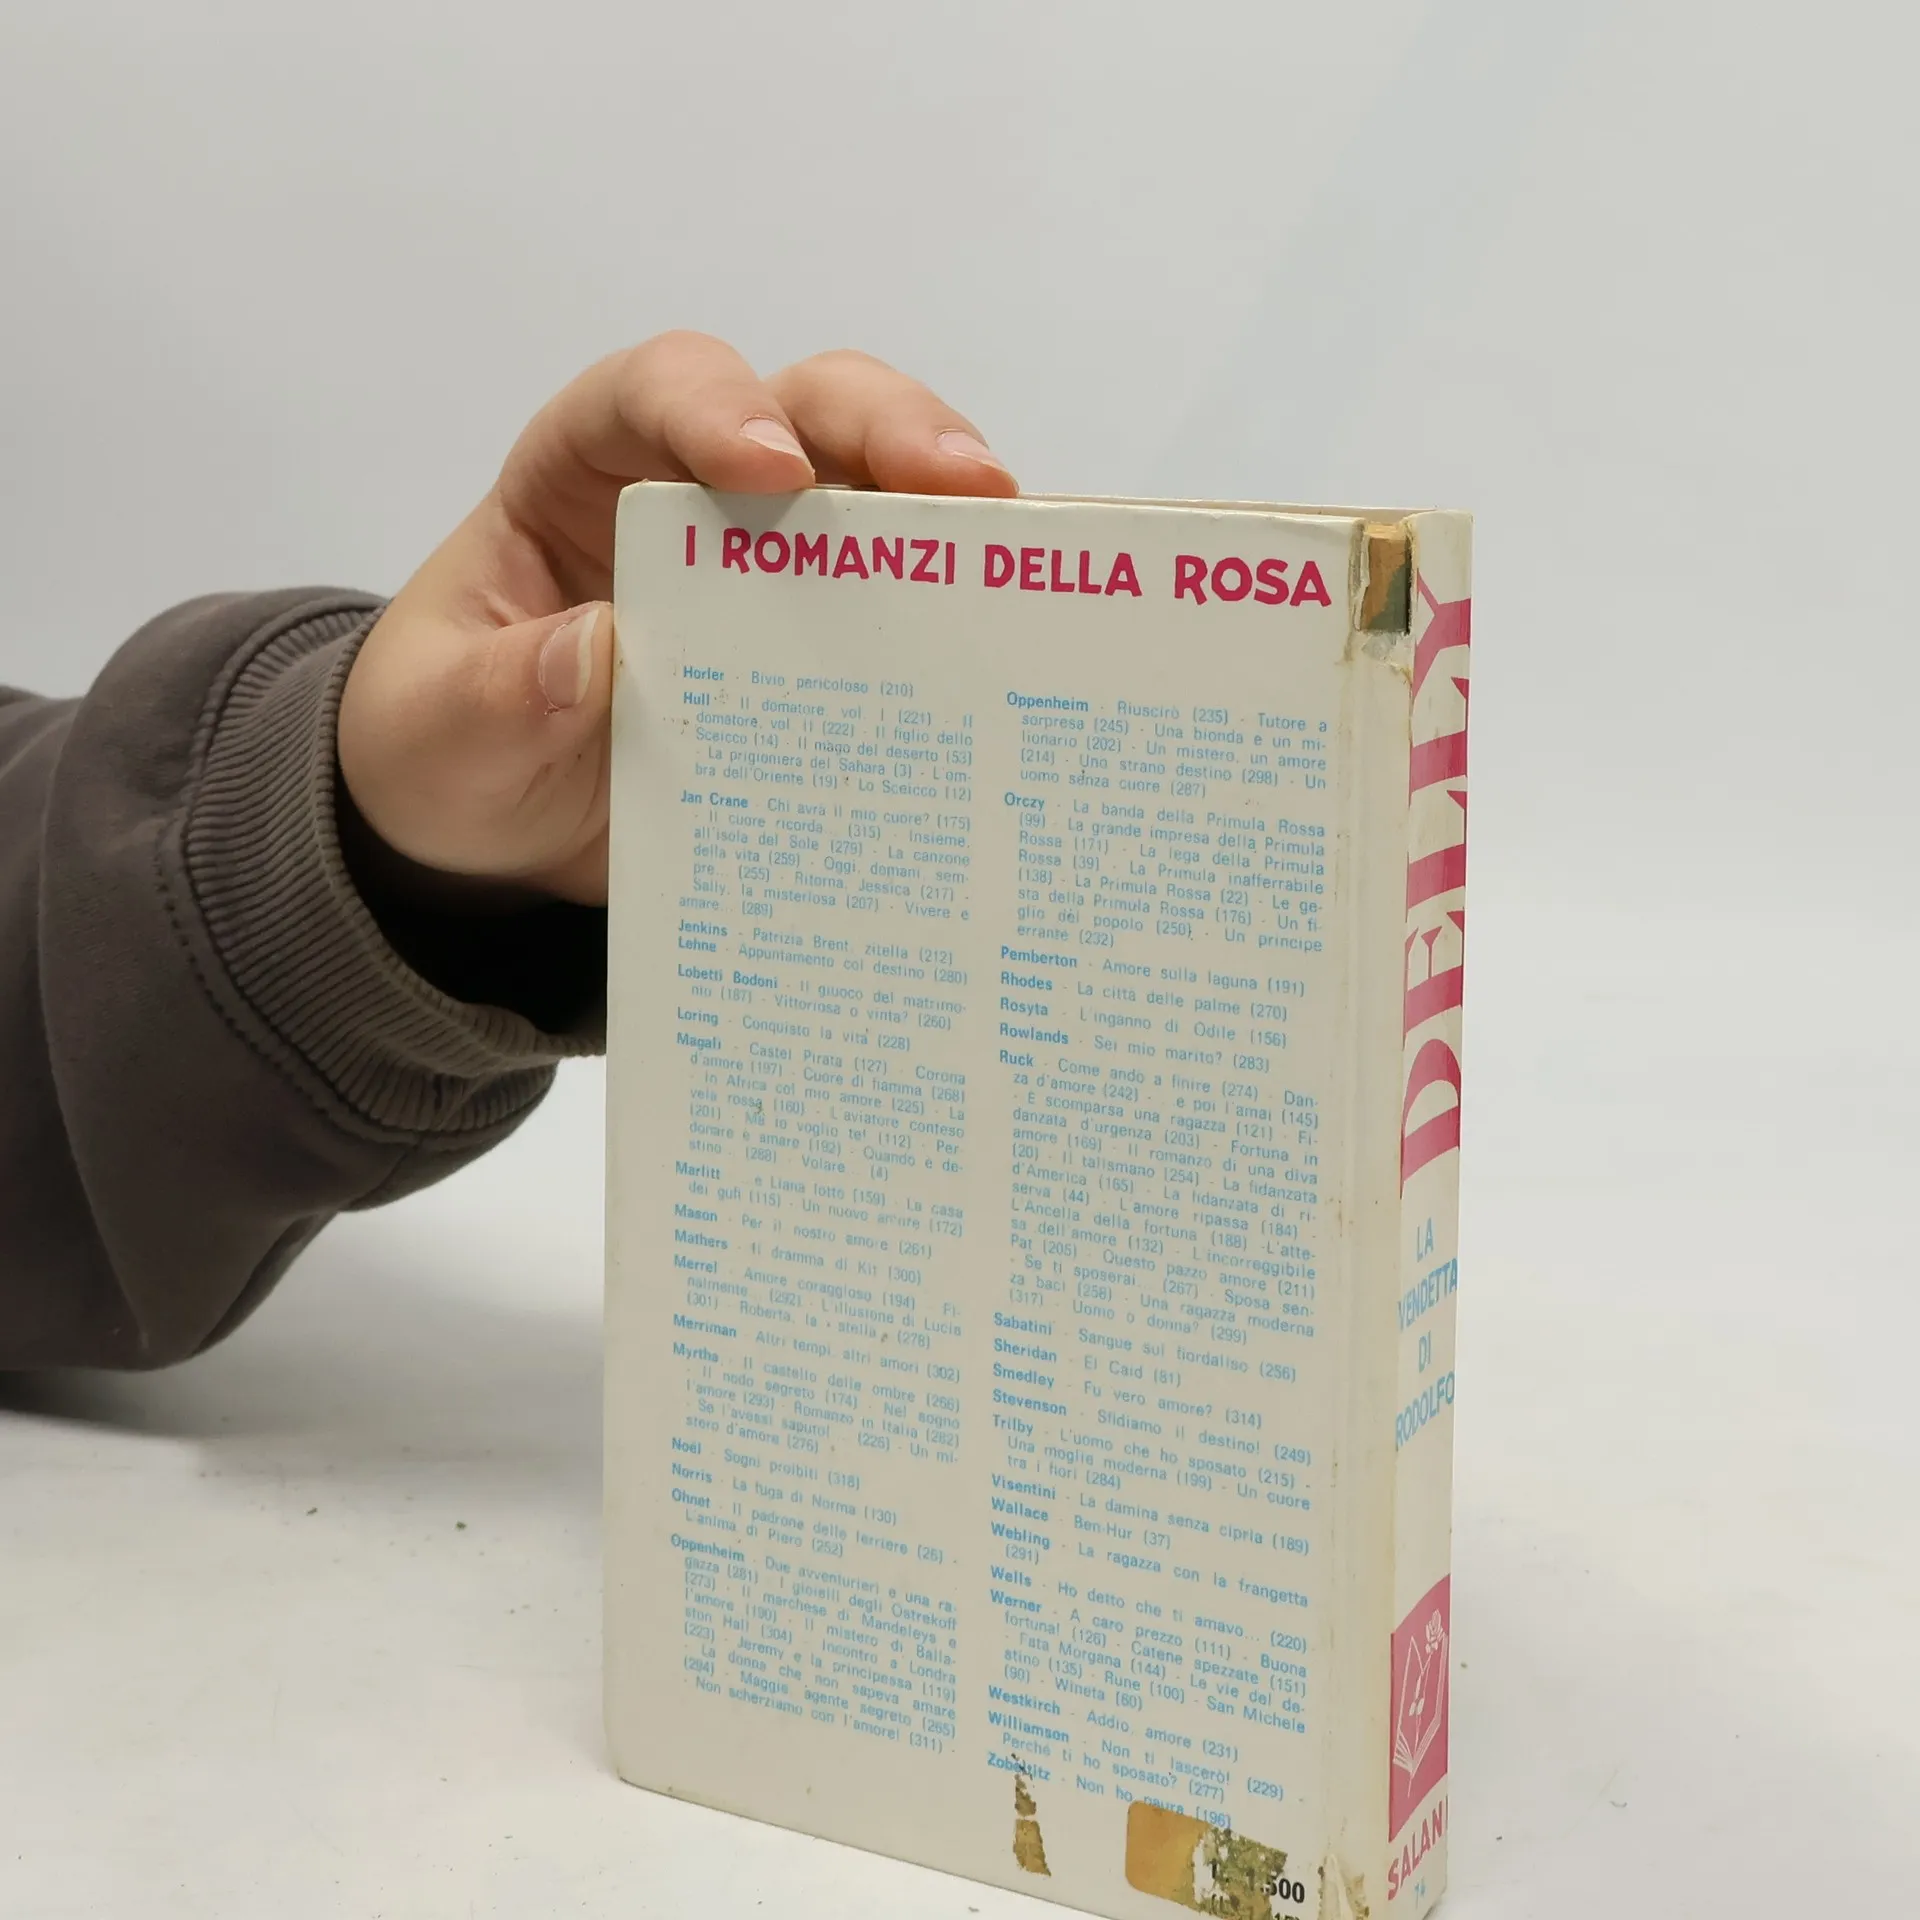 I ROMANZI DELLA ROSA
Horler - Bivio pericoloso (210)
Hull - Il domatore, vol. I (221) - Il
domatore, vol. II (222) - Il figlio dello
Sceicco (14) - Il mago del deserto (53)
- La prigioniera del Sahara (3) - L'om-
bra dell'Oriente (19) - Lo Sceicco (12)
Jan Crane - Chi avrà il mio cuore? (175)
- Il cuore ricorda... (315) - Insieme,
all'isola del Sole (279) - La canzone
della vita (259) - Oggi, domani, sem-
pre... (255) - Ritorna, Jessica (217) -
Sally, la misteriosa (207) - Vivere e
amare... (289)
Jenkins - Patrizia Brent, zitella (212)
Lehne - Appuntamento col destino (280)
Lobetti Bodoni - Il giuoco del matrimo-
nio (187) - Vittoriosa o vinta? (260)
Loring - Conquisto la vita (228)
Magali - Castel Pirata (127) - Corona
d'amore (197) - Cuore di fiamma (268)
- In Africa col mio amore (225) - La
vela rossa (160) - L'aviatore conteso
(201) - Ma io voglio te! (112) - Per-
donare è amare (192) - Quando è de-
stino... (288) - Volare... (4)
Marlitt - ...e Liana lottò (159) - La casa
dei gufi (115) - Un nuovo amore (172)
Mason - Per il nostro amore (261)
Mathers - Il dramma di Kit (300)
Merrel - Amore coraggioso (194) - Fi-
nalmente... (292) - L'illusione di Lucia
(301) - Roberta, la « stella » (278)
Merriman - Altri tempi, altri amori (302)
Myrtha - Il castello delle ombre (266)
- Il nodo segreto (174) - Nel sogno
l'amore (293) - Romanzo in Italia (282)
- Se l'avessi saputo!... (226) - Un mi-
stero d'amore (276)
Noël - Sogni proibiti (318)
Norris - La fuga di Norma (130)
Ohnet - Il padrone delle ferriere (26) -
L'anima di Piero (252)
Oppenheim - Due avventurieri e una ra-
gazza (281) - I gioielli degli Ostrekoff
(273) - Il marchese di Mandeleys e
l'amore (190) - Il mistero di Balla-
ston Hall (304) - Incontro a Londra
(223) - Jeremy e la principessa (119)
- La donna che non sapeva amare
(294) - Maggie, agente segreto (265)
- Non scherziamo con l'amore! (311) -
Oppenheim - Riuscirò (235) - Tutore a
sorpresa (245) - Una bionda e un mi-
lionario (202) - Un mistero, un amore
(214) - Uno strano destino (298) - Un
uomo senza cuore (287)
Orczy - La banda della Primula Rossa
(99) - La grande impresa della Primula
Rossa (171) - La lega della Primula
Rossa (39) - La Primula inafferrabile
(138) - La Primula Rossa (22) - Le ge-
sta della Primula Rossa (176) - Un fi-
glio del popolo (250) - Un principe
errante (232)
Pemberton - Amore sulla laguna (191)
Rhodes - La città delle palme (270)
Rosyta - L'inganno di Odile (156)
Rowlands - Sei mio marito? (283)
Ruck - Come andò a finire (274) - Dan-
za d'amore (242) - ...e poi l'amai (145)
- È scomparsa una ragazza (121) - Fi-
danzata d'urgenza (203) - Fortuna in
amore (169) - Il romanzo di una diva
(20) - Il talismano (254) - La fidanzata
d'America (165) - La fidanzata di ri-
serva (44) - L'amore ripassa (184) -
L'Ancella della fortuna (188) - L'atte-
sa dell'amore (132) - L'incorreggibile
Pat (205) - Questo pazzo amore (211)
- Se ti sposerai... (267) - Sposa sen-
za baci (258) - Una ragazza moderna
(317) - Uomo o donna? (299)
Sabatini - Sangue sul fiordaliso (256)
Sheridan - El Caid (81)
Smedley - Fu vero amore? (314)
Stevenson - Sfidiamo il destino! (249)
Trilby - L'uomo che ho sposato (215) -
Una moglie moderna (199) - Un cuore
tra i fiori (284)
Visentini - La damina senza cipria (189)
Wallace - Ben-Hur (37)
Webling - La ragazza con la frangetta
(291)
Wells - Ho detto che ti amavo... (220)
Werner - A caro prezzo (111) - Buona
fortuna! (126) - Catene spezzate (151)
- Fata Morgana (144) - Le vie del de-
stino (135) - Rune (100) - San Michele
(90) - Wineta (60)
Westkirch - Addio, amore (231)
Williamson - Non ti lascerò! (229) -
Perché ti ho sposato? (277)
Zobeltitz - Non ho paura (196)
1.500
DELLY
LA
VENDETTA
DI
RODOLFO
SALANI